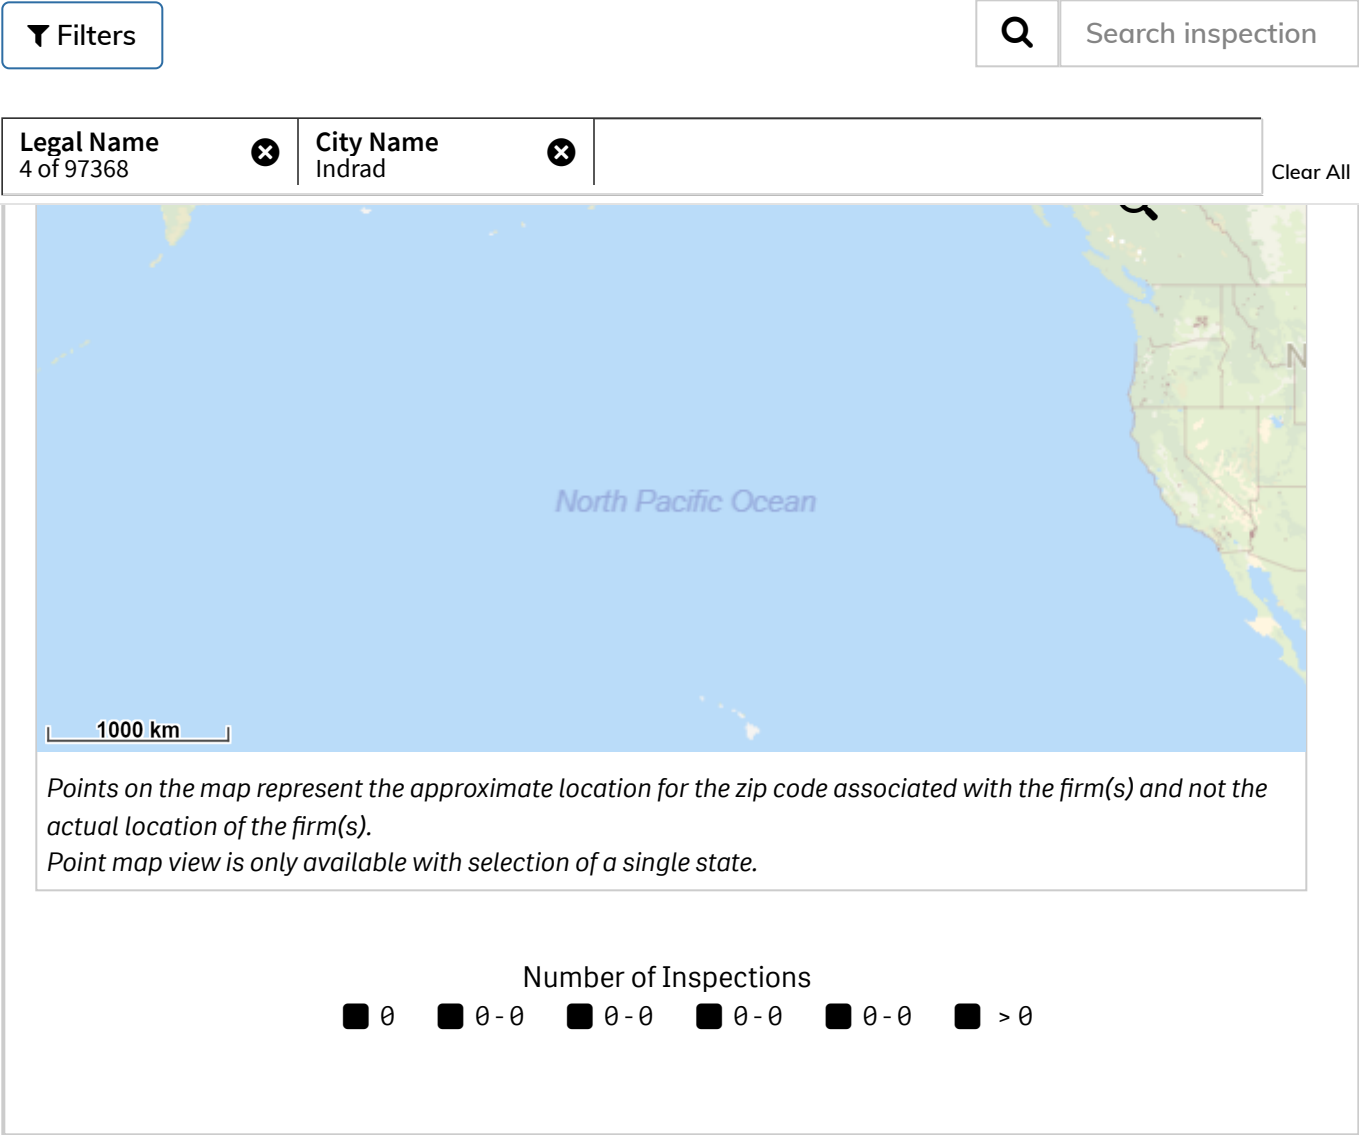 Filters
Search inspection
Legal Name
4 of 97368
City Name
Indrad
Clear All
N
North Pacific Ocean
1000 km
Points on the map represent the approximate location for the zip code associated with the firm(s) and not the
actual location of the firm(s).
Point map view is only available with selection of a single state.
Number of Inspections
0 0-0 0-0 0-0 0-0 > 0